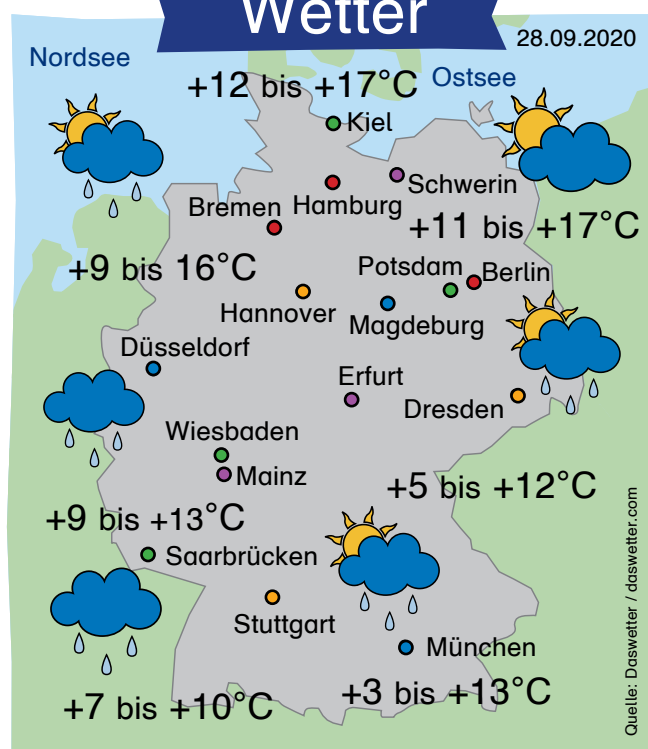 Wetter
28.09.2020
Nordsee
Ostsee
+12 bis +17°C
Kiel
Schwerin
Bremen
Hamburg
+11 bis +17°C
+9 bis 16°C
Potsdam
Berlin
Hannover
Magdeburg
Düsseldorf
Erfurt
Dresden
Wiesbaden
Mainz
+5 bis +12°C
+9 bis +13°C
Saarbrücken
Stuttgart
München
+3 bis +13°C
+7 bis +10°C
Quelle: Daswetter / daswetter.com